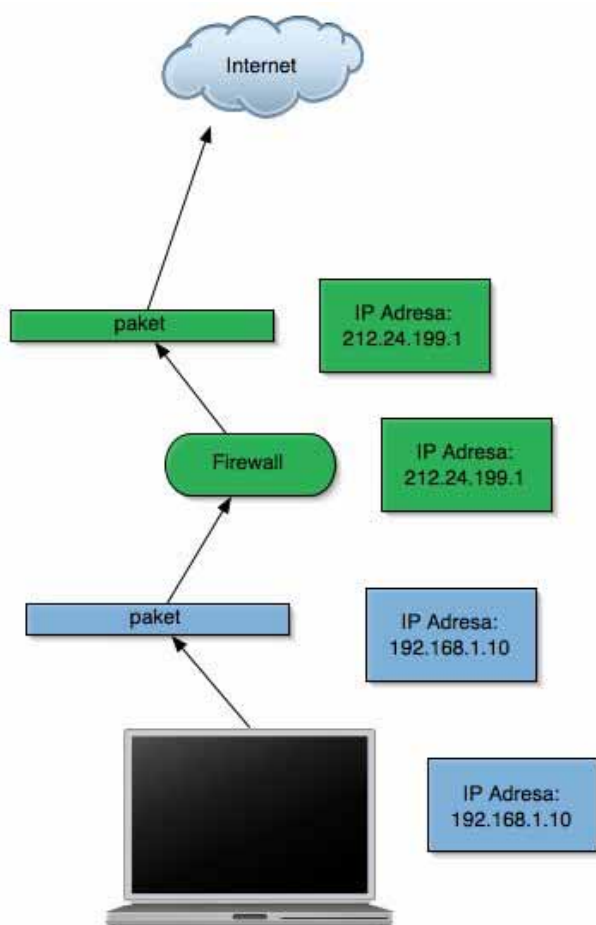 Internet
paket
IP Adresa:
212.24.199.1
Firewall
IP Adresa:
212.24.199.1
paket
IP Adresa:
192.168.1.10
IP Adresa:
192.168.1.10